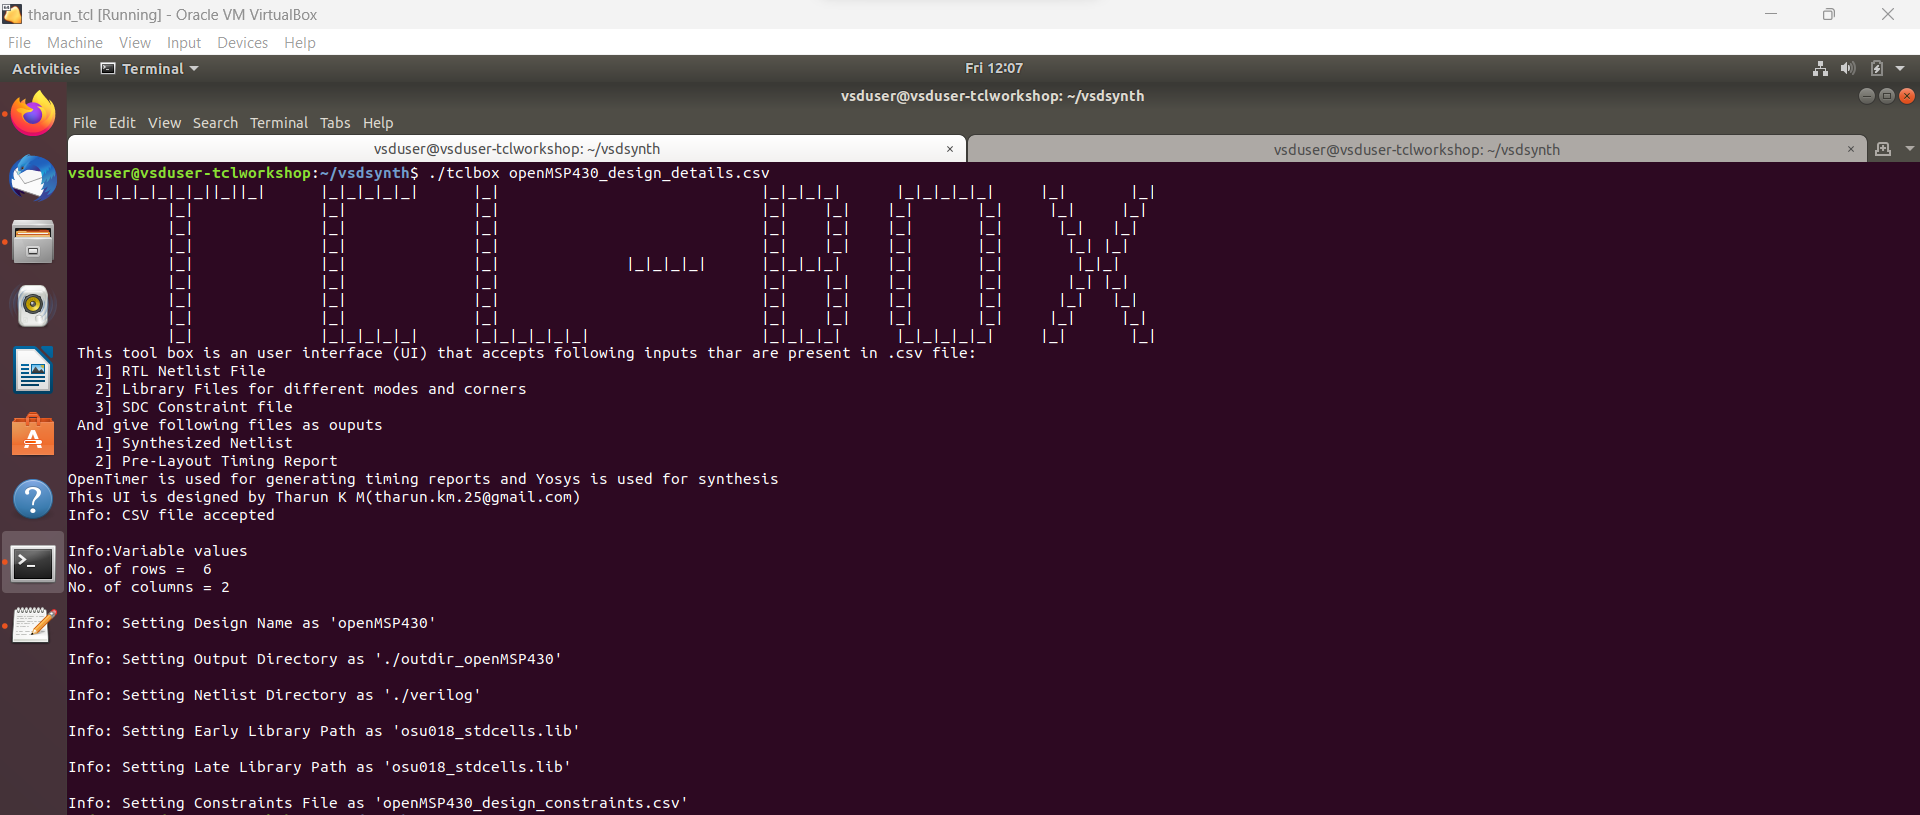 tharun_tcl [Running] - Oracle VM VirtualBox
File Machine View Input Devices Help
Activities Terminal Fri 12:07
vsduser@vsduser-tclworkshop: ~/vsdsynth
File Edit View Search Terminal Tabs Help
vsduser@vsduser-tclworkshop: ~/vsdsynth × vsduser@vsduser-tclworkshop: ~/vsdsynth ×
vsduser@vsduser-tclworkshop:~/vsdsynth$ ./tclbox openMSP430_design_details.csv
TCL-BOX
This tool box is an user interface (UI) that accepts following inputs thar are present in .csv file:
1] RTL Netlist File
2] Library Files for different modes and corners
3] SDC Constraint file
And give following files as ouputs
1] Synthesized Netlist
2] Pre-Layout Timing Report
OpenTimer is used for generating timing reports and Yosys is used for synthesis
This UI is designed by Tharun K M(tharun.km.25@gmail.com)
Info: CSV file accepted
Info:Variable values
No. of rows =  6
No. of columns = 2
Info: Setting Design Name as 'openMSP430'
Info: Setting Output Directory as './outdir_openMSP430'
Info: Setting Netlist Directory as './verilog'
Info: Setting Early Library Path as 'osu018_stdcells.lib'
Info: Setting Late Library Path as 'osu018_stdcells.lib'
Info: Setting Constraints File as 'openMSP430_design_constraints.csv'